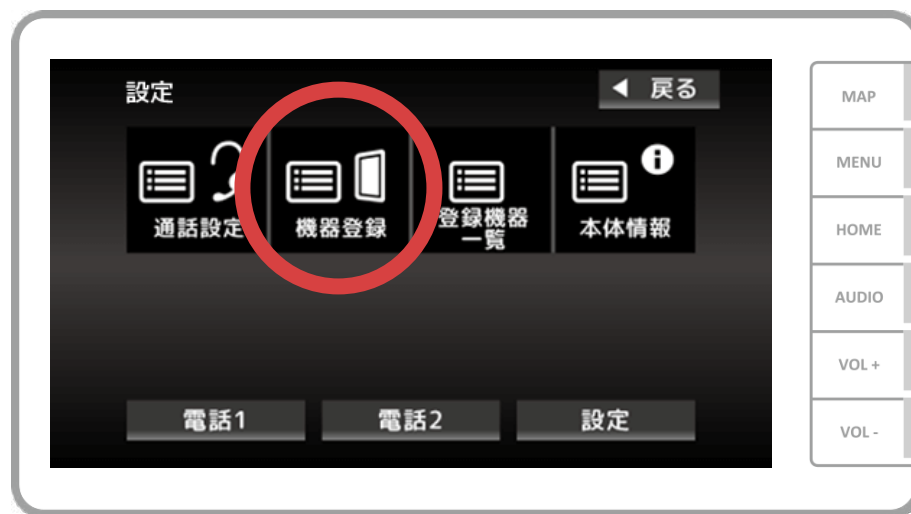 設定
◀ 戻る
通話設定
機器登録
登録機器
一覧
本体情報
電話1
電話2
設定
MAP
MENU
HOME
AUDIO
VOL +
VOL -